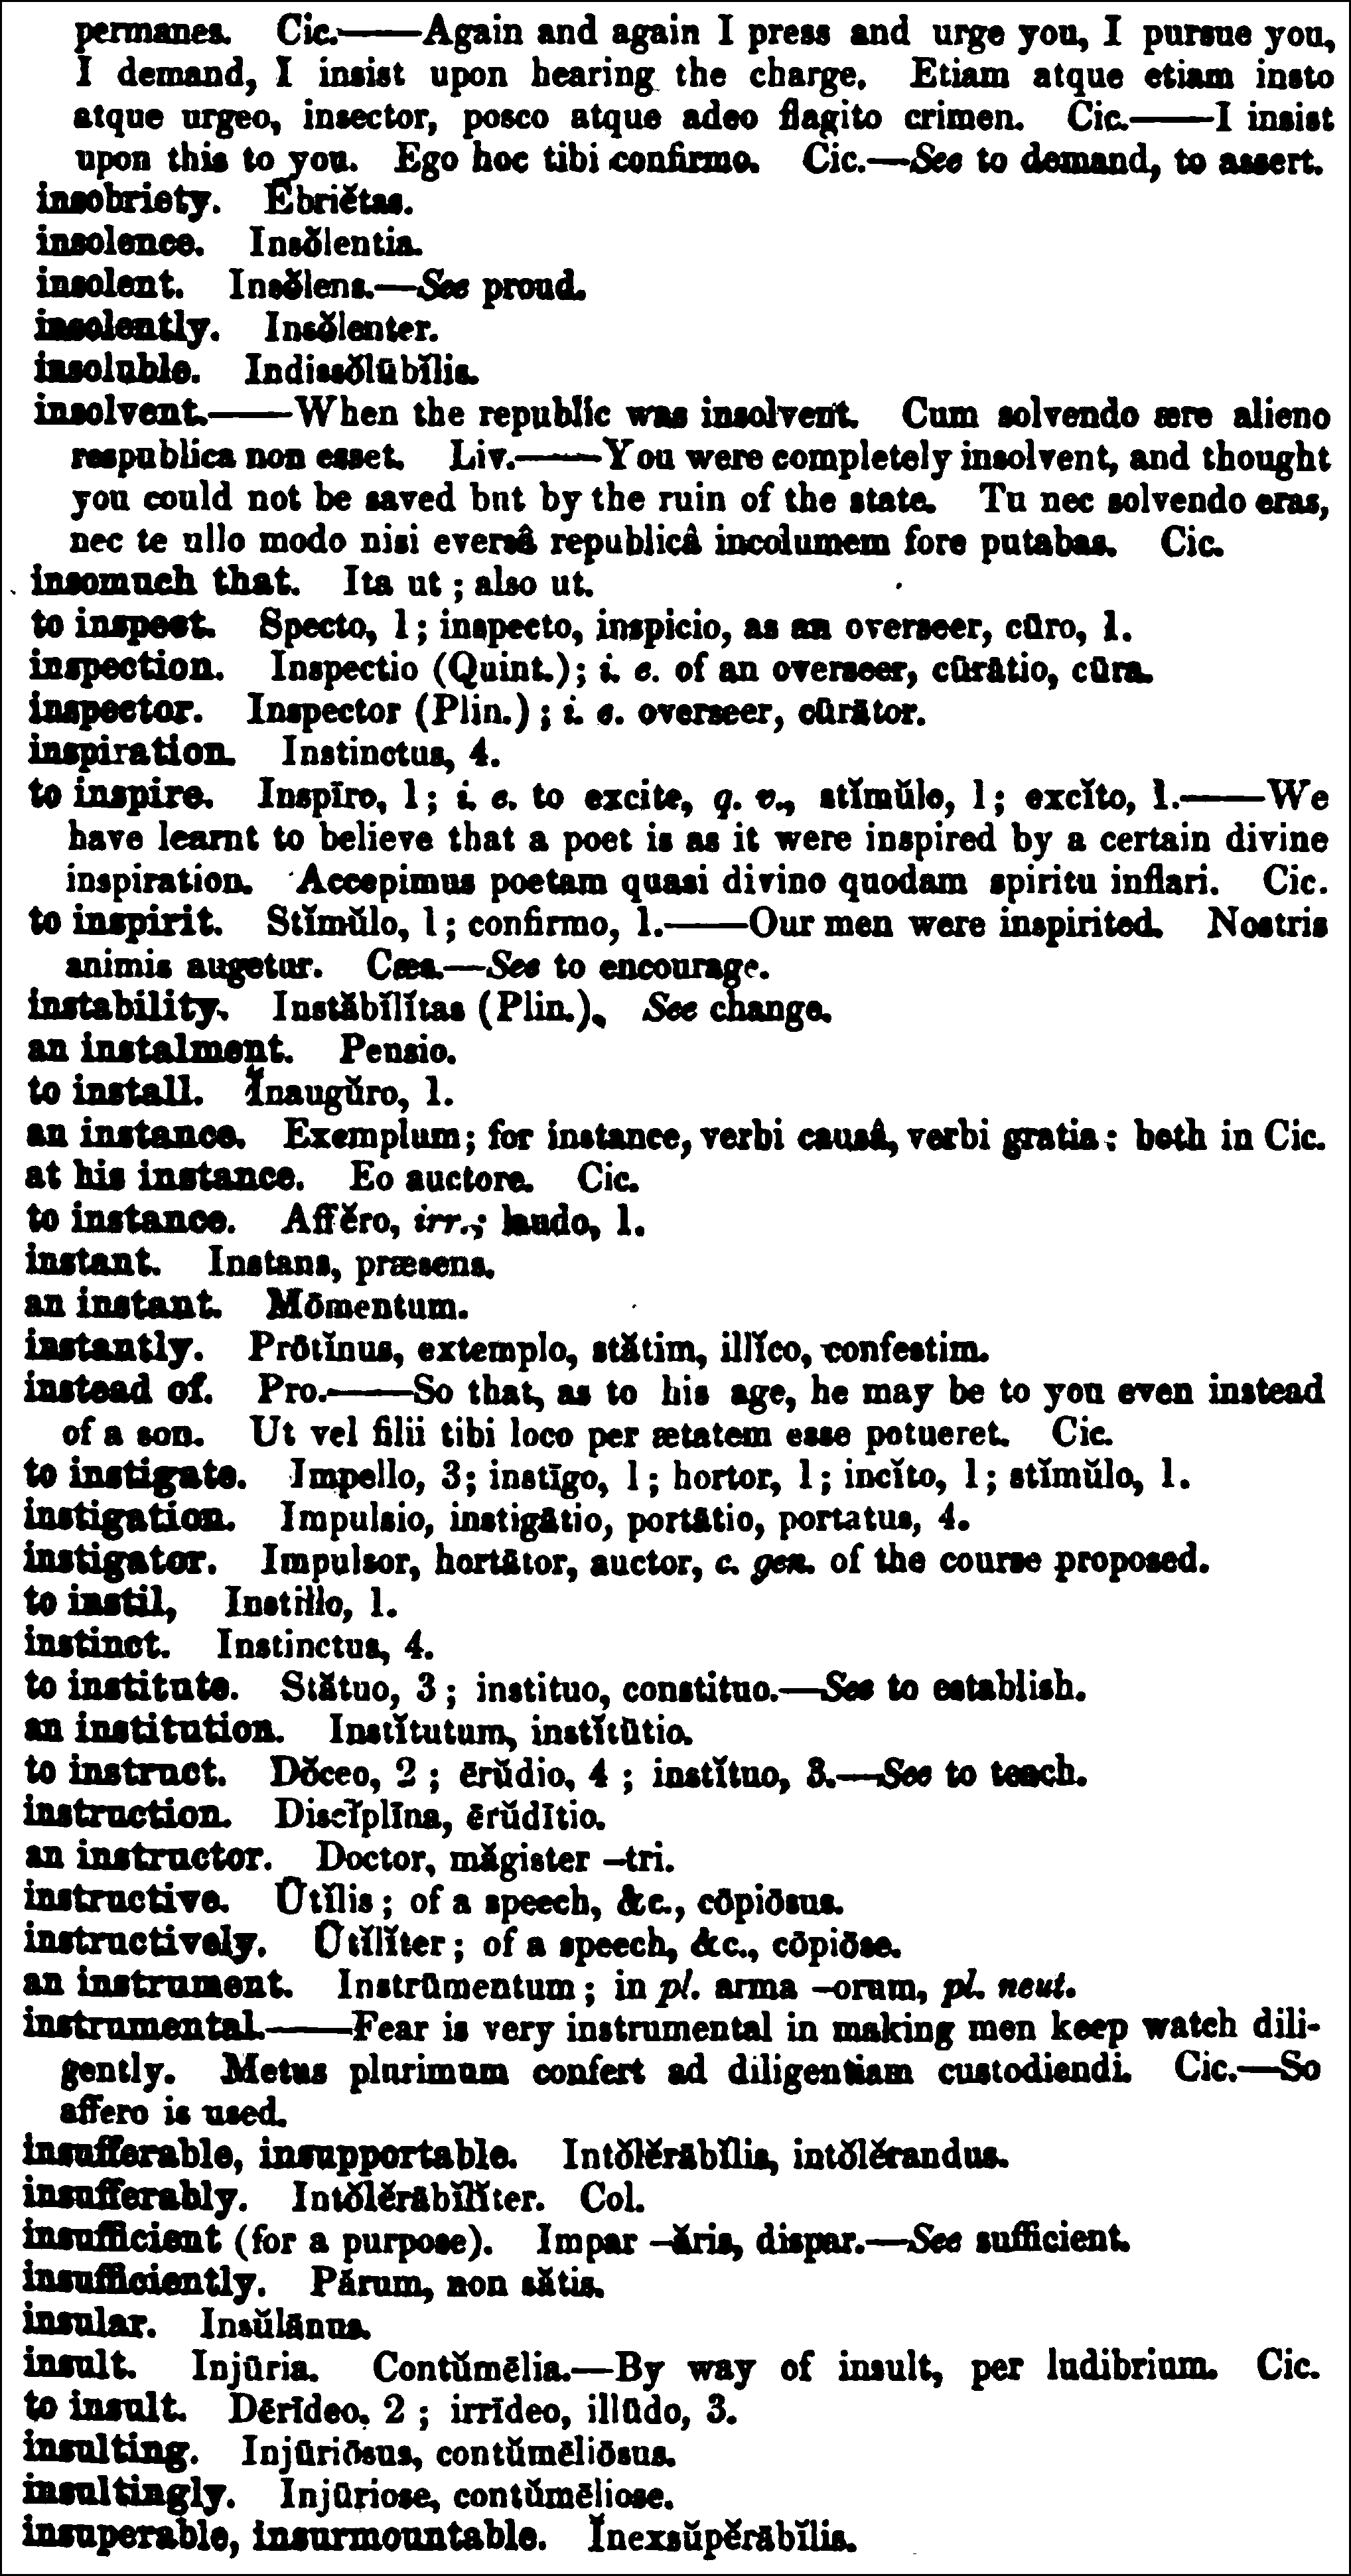 permanes. Cic.——Again and again I press and urge you, I pursue you,
I demand, I insist upon hearing the charge. Etiam atque etiam insto
atque urgeo, insector, posco atque adeo flagito crimen. Cic.——I insist
upon this to you. Ego hoc tibi confirmo. Cic.—See to demand, to assert.
insobriety. Ēbriĕtas.
insolence. Insŏlentia.
insolent. Insŏlens.—See proud.
insolently. Insŏlenter.
insoluble. Indissŏlūbĭlis.
insolvent.——When the republic was insolvent. Cum solvendo ære alieno
respublica non esset. Liv.——You were completely insolvent, and thought
you could not be saved but by the ruin of the state. Tu nec solvendo eras,
nec te ullo modo nisi eversâ republicâ incolumem fore putabas. Cic.
insomuch that. Ita ut; also ut.
to inspect. Specto, 1; inspecto, inspicio, as an overseer, cūro, 1.
inspection. Inspectio (Quint.); i. e. of an overseer, cūrātio, cūra.
inspector. Inspector (Plin.); i. e. overseer, cūrātor.
inspiration. Instinctus, 4.
to inspire. Inspīro, 1; i. e. to excite, q. v., stĭmŭlo, 1; excĭto, 1.——We
have learnt to believe that a poet is as it were inspired by a certain divine
inspiration. Accepimus poetam quasi divino quodam spiritu inflari. Cic.
to inspirit. Stĭmŭlo, 1; confirmo, 1.——Our men were inspirited. Nostris
animis augetur. Cæs.—See to encourage.
instability. Instăbĭlĭtas (Plin.). See change.
an instalment. Pensio.
to install. Ĭnaugŭro, 1.
an instance. Exemplum; for instance, verbi causâ, verbi gratia: both in Cic.
at his instance. Eo auctore. Cic.
to instance. Affĕro, irr.; laudo, 1.
instant. Instans, præsens.
an instant. Mōmentum.
instantly. Prōtĭnus, extemplo, stătim, illĭco, confestim.
instead of. Pro.——So that, as to his age, he may be to you even instead
of a son. Ut vel filii tibi loco per ætatem esse potueret. Cic.
to instigate. Impello, 3; instīgo, 1; hortor, 1; incĭto, 1; stĭmŭlo, 1.
instigation. Impulsio, instigātio, portātio, portatus, 4.
instigator. Impulsor, hortātor, auctor, c. gen. of the course proposed.
to instil, Instillo, 1.
instinct. Instinctus, 4.
to institute. Stătuo, 3; instituo, constituo.—See to establish.
an institution. Instĭtutum, instĭtūtio.
to instruct. Dŏceo, 2; ērŭdio, 4; instĭtuo, 3.—See to teach.
instruction. Discĭplīna, ērŭdītio.
an instructor. Doctor, măgister –tri.
instructive. Ūtĭlis; of a speech, &c., cōpiōsus.
instructively. Ūtĭlĭter; of a speech, &c., cōpiōse.
an instrument. Instrūmentum; in pl. arma –orum, pl. neut.
instrumental.——Fear is very instrumental in making men keep watch dili-
gently. Metus plurimum confert ad diligentiam custodiendi. Cic.—So
affero is used.
insufferable, insupportable. Intŏlĕrābĭlis, intŏlĕrandus.
insufferably. Intŏlĕrābĭlĭter. Col.
insufficient (for a purpose). Impar –ăris, dispar.—See sufficient.
insufficiently. Părum, non sătis.
insular. Insŭlānus.
insult. Injūria. Contŭmēlia.—By way of insult, per ludibrium. Cic.
to insult. Dērīdeo, 2; irrīdeo, illūdo, 3.
insulting. Injūriōsus, contŭmēliōsus.
insultingly. Injūriose, contŭmēliose.
insuperable, insurmountable. Ĭnexsŭpĕrābĭlis.